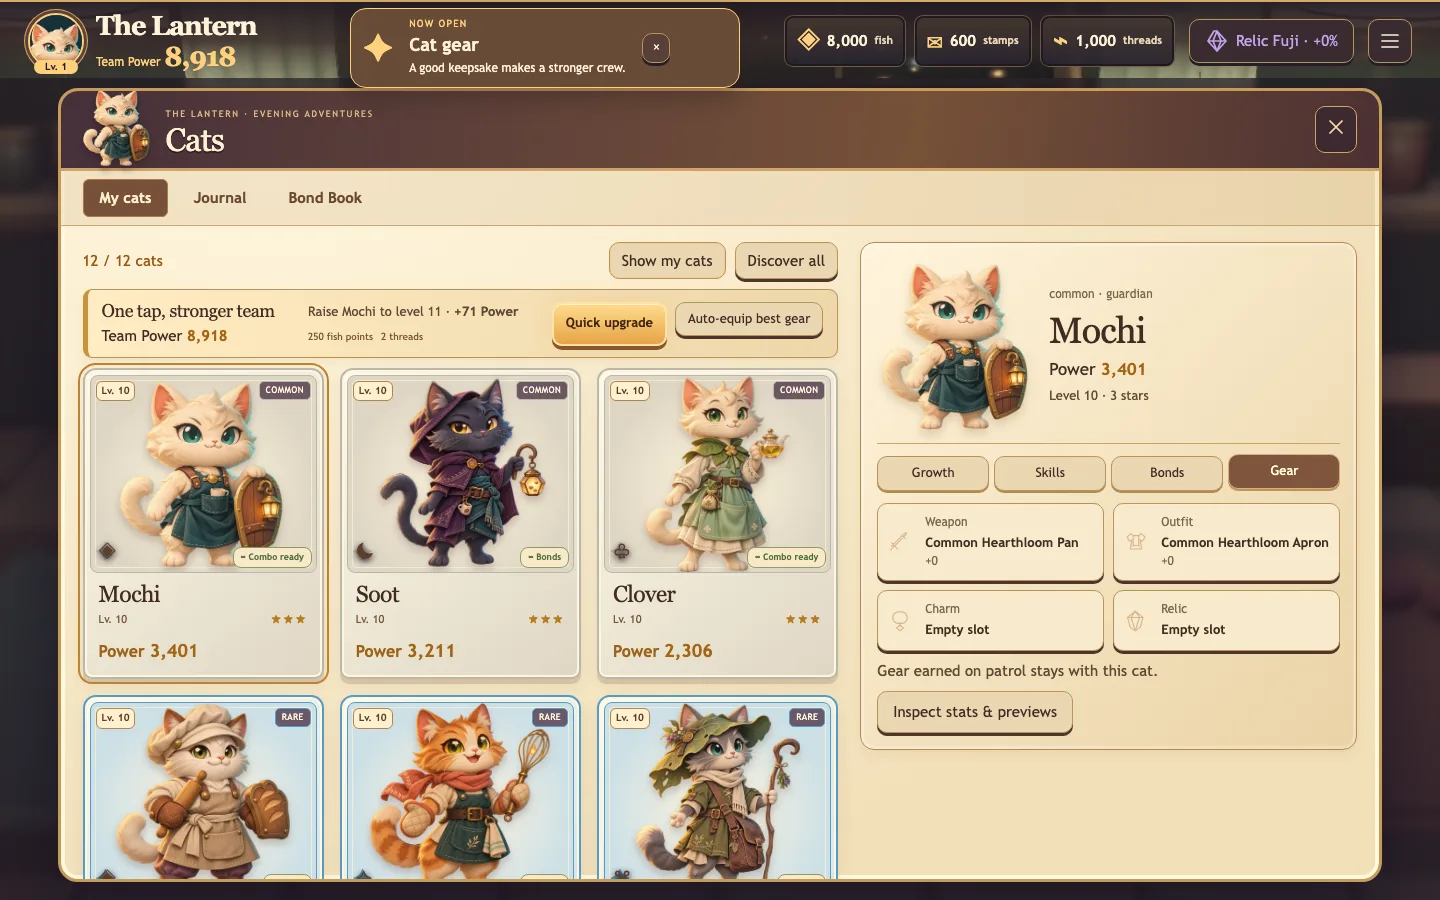 The Lantern
Lv. 1
Team Power 8,918
NOW OPEN
Cat gear
A good keepsake makes a stronger crew.
×
8,000 fish
600 stamps
1,000 threads
Relic Fuji · +0%
THE LANTERN · EVENING ADVENTURES
Cats
My cats
Journal
Bond Book
12 / 12 cats
Show my cats
Discover all
One tap, stronger team
Team Power 8,918
Raise Mochi to level 11 · +71 Power
250 fish points 2 threads
Quick upgrade
Auto-equip best gear
Lv. 10
COMMON
– Combo ready
Mochi
Lv. 10
★★★
Power 3,401
Lv. 10
COMMON
– Bonds
Soot
Lv. 10
★★★
Power 3,211
Lv. 10
COMMON
– Combo ready
Clover
Lv. 10
★★★
Power 2,306
Lv. 10
RARE
Lv. 10
RARE
Lv. 10
RARE
common · guardian
Mochi
Power 3,401
Level 10 · 3 stars
Growth
Skills
Bonds
Gear
Weapon
Common Hearthloom Pan
+0
Outfit
Common Hearthloom Apron
+0
Charm
Empty slot
Relic
Empty slot
Gear earned on patrol stays with this cat.
Inspect stats & previews